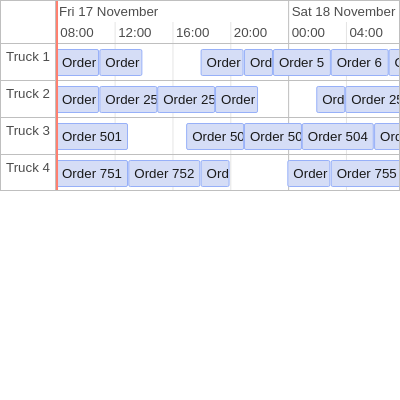 Fri 17 November Sat 18 November
08:00 12:00 16:00 20:00 00:00 04:00
Truck 1 Order Order Order Ord Order 5 Order 6
Truck 2 Order Order 25 Order 25 Order Ord Order 25
Truck 3 Order 501 Order 50 Order 50 Order 504 Ord
Truck 4 Order 751 Order 752 Ord Order Order 755